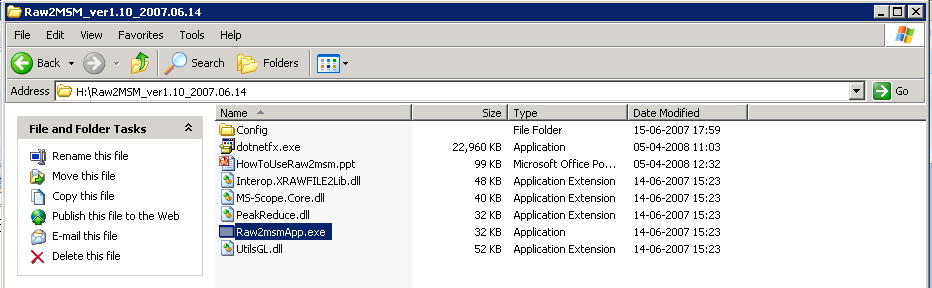 Raw2MSM_ver1.10_2007.06.14
File Edit View Favorites Tools Help
Back Search Folders
Address H:\Raw2MSM_ver1.10_2007.06.14 Go
File and Folder Tasks
Rename this file
Move this file
Copy this file
Publish this file to the Web
E-mail this file
Delete this file
Name Size Type Date Modified
Config File Folder 15-06-2007 17:59
dotnetfx.exe 22,960 KB Application 05-04-2008 11:03
HowToUseRaw2msm.ppt 99 KB Microsoft Office Po... 05-04-2008 12:32
Interop.XRAWFILE2Lib.dll 48 KB Application Extension 14-06-2007 15:23
MS-Scope.Core.dll 40 KB Application Extension 14-06-2007 15:23
PeakReduce.dll 32 KB Application Extension 14-06-2007 15:23
Raw2msmApp.exe 32 KB Application 14-06-2007 15:23
UtilsGL.dll 52 KB Application Extension 14-06-2007 15:23